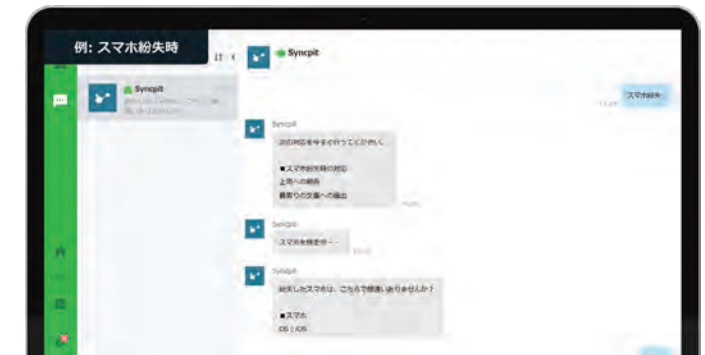 例: スマホ紛失時
Syncpit
Syncpit
スマホ紛失
Syncpit
次の対応を今すぐ行ってください。
■スマホ紛失時の対応
上司への報告
最寄りの交番への届出
Syncpit
スマホを特定中・・
Syncpit
紛失したスマホは、こちらで間違いありませんか？
■スマホ
OS：iOS